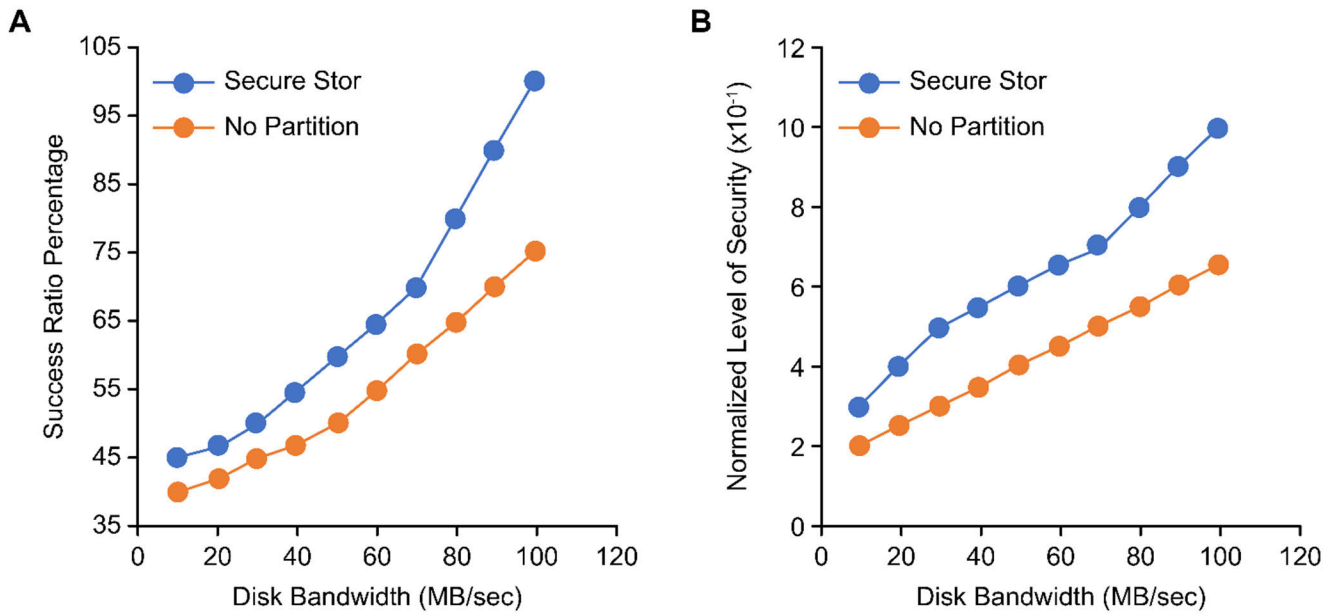 A
Success Ratio Percentage
105
95
85
75
65
55
45
35
Secure Stor
No Partition
0 20 40 60 80 100 120
Disk Bandwidth (MB/sec)
B
Normalized Level of Security (x10⁻¹)
12
10
8
6
4
2
0
Secure Stor
No Partition
0 20 40 60 80 100 120
Disk Bandwidth (MB/sec)